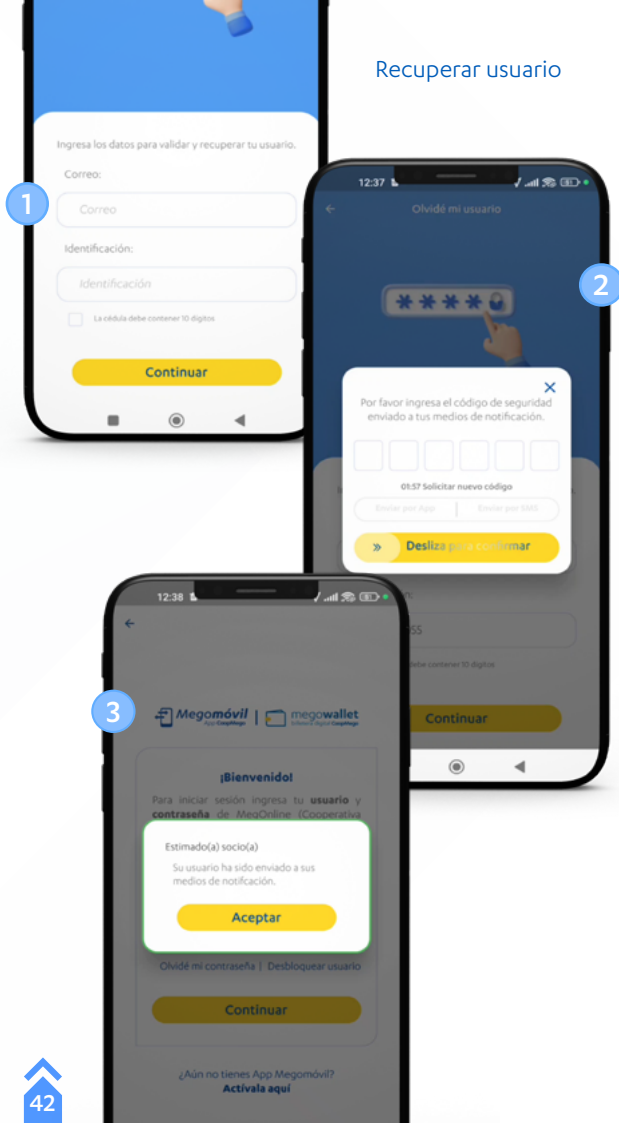 Recuperar usuario
Ingresa los datos para validar y recuperar tu usuario.
Correo:
1
Correo
Identificación:
Identificación
La cédula debe contener 10 dígitos
Continuar
12:37
Olvidé mi usuario
2
* * * *
Por favor ingresa el código de seguridad
enviado a tus medios de notificación.
01:57 Solicitar nuevo código
Enviar por App | Enviar por SMS
Desliza para confirmar
55
debe contener 10 dígitos
Continuar
12:38
3
Megomóvil | megowallet
¡Bienvenido!
Para iniciar sesión ingresa tu usuario y
contraseña de MegOnline (Cooperativa
Estimado(a) socio(a)
Su usuario ha sido enviado a sus
medios de notifcación.
Aceptar
Olvidé mi contraseña | Desbloquear usuario
Continuar
¿Aún no tienes App Megomóvil?
Actívala aquí
42